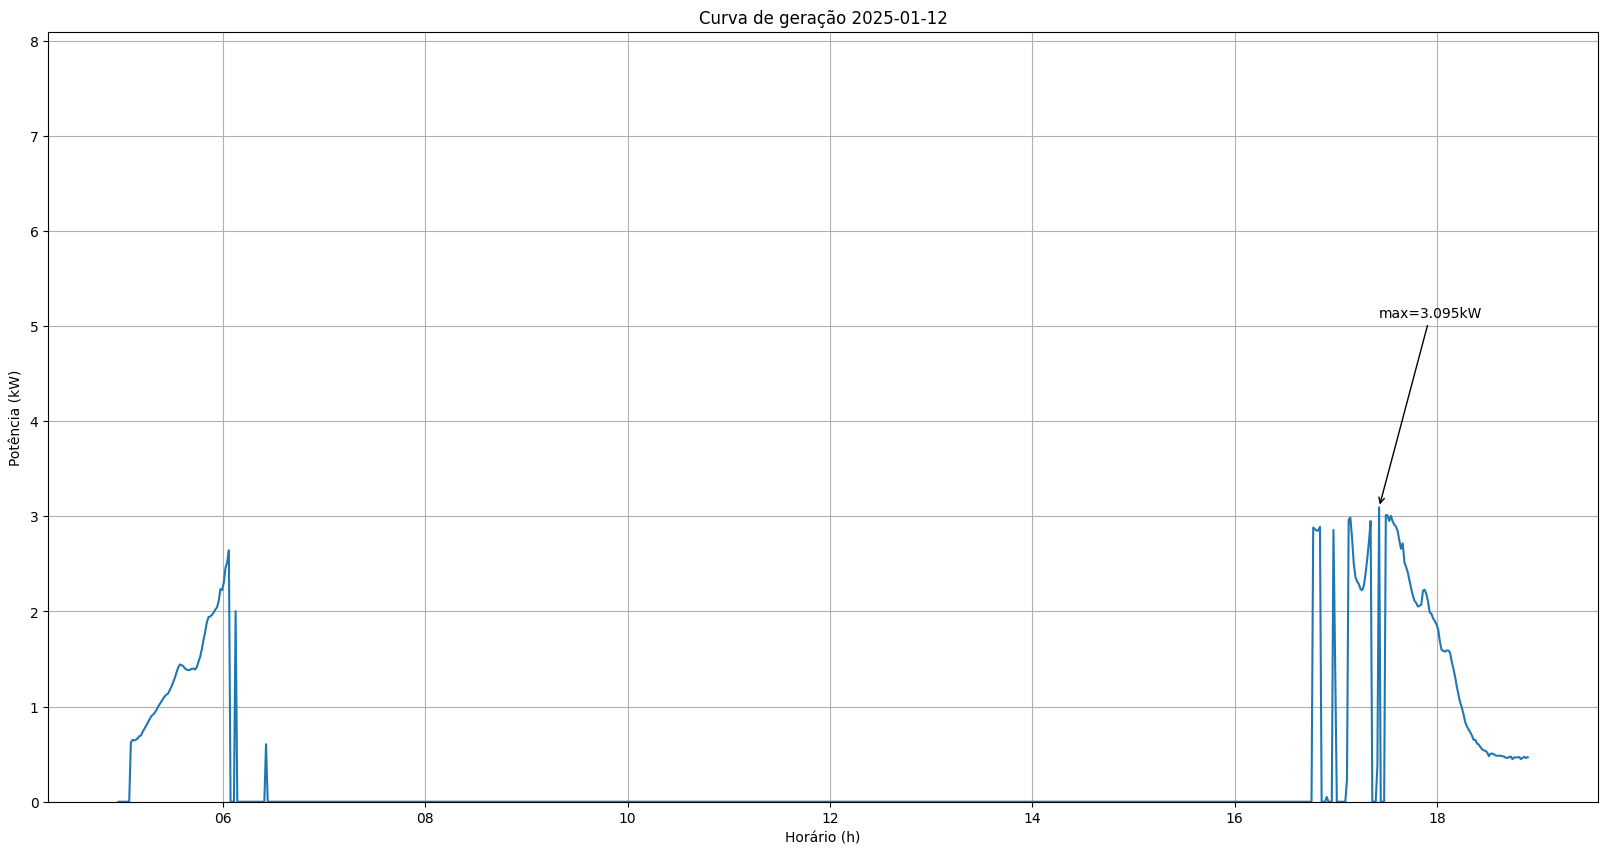 Curva de geração 2025-01-12
8
7
6
5
4
3
2
1
0
Potência (kW)
max=3.095kW
06 08 10 12 14 16 18
Horário (h)